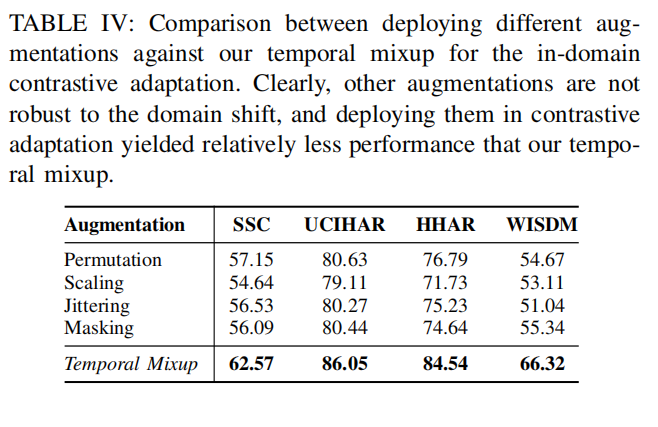 TABLE IV: Comparison between deploying different aug-
mentations against our temporal mixup for the in-domain
contrastive adaptation. Clearly, other augmentations are not
robust to the domain shift, and deploying them in contrastive
adaptation yielded relatively less performance that our tempo-
ral mixup.
Augmentation SSC UCIHAR HHAR WISDM
Permutation 57.15 80.63 76.79 54.67
Scaling 54.64 79.11 71.73 53.11
Jittering 56.53 80.27 75.23 51.04
Masking 56.09 80.44 74.64 55.34
Temporal Mixup 62.57 86.05 84.54 66.32